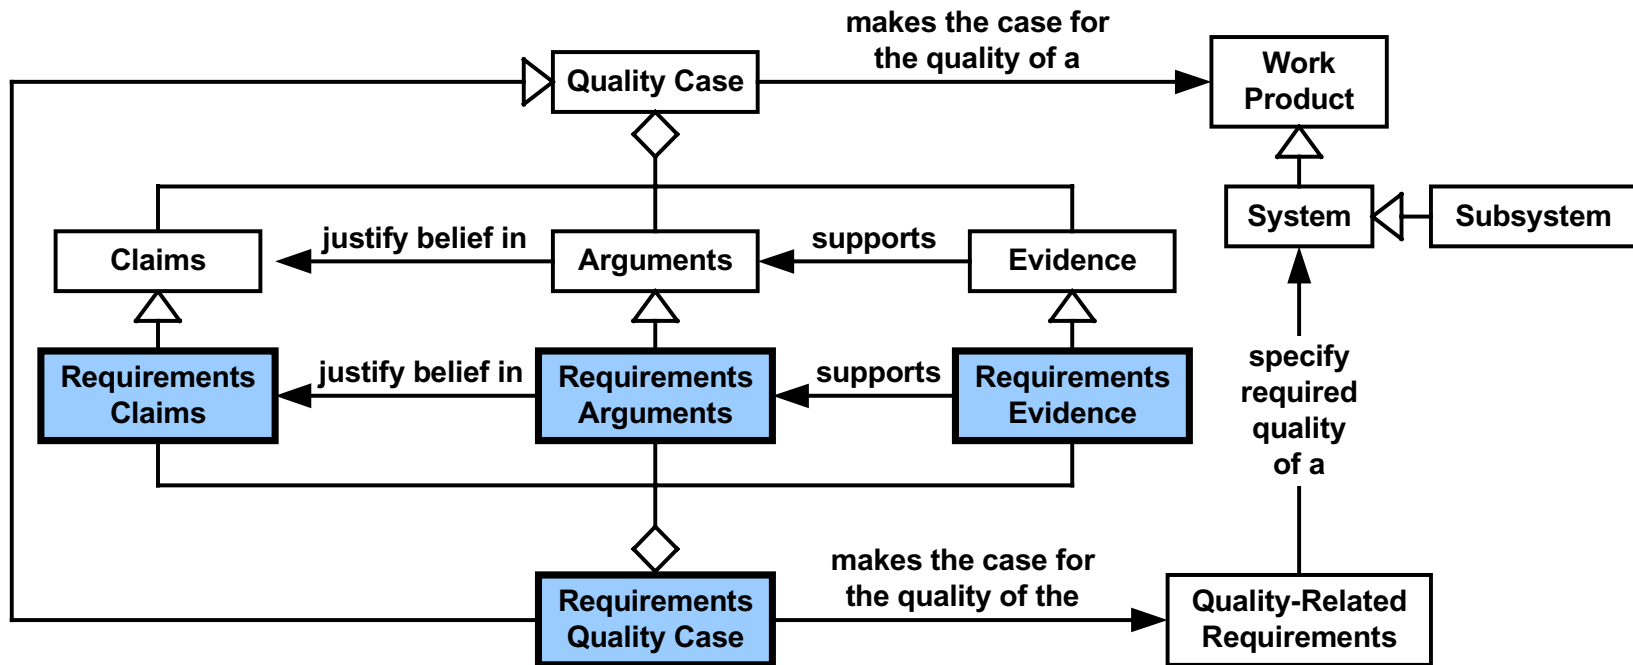 makes the case for
the quality of a
Quality Case
Work
Product
System
Subsystem
Claims
justify belief in
Arguments
supports
Evidence
Requirements
Claims
justify belief in
Requirements
Arguments
supports
Requirements
Evidence
specify
required
quality
of a
Requirements
Quality Case
makes the case for
the quality of the
Quality-Related
Requirements